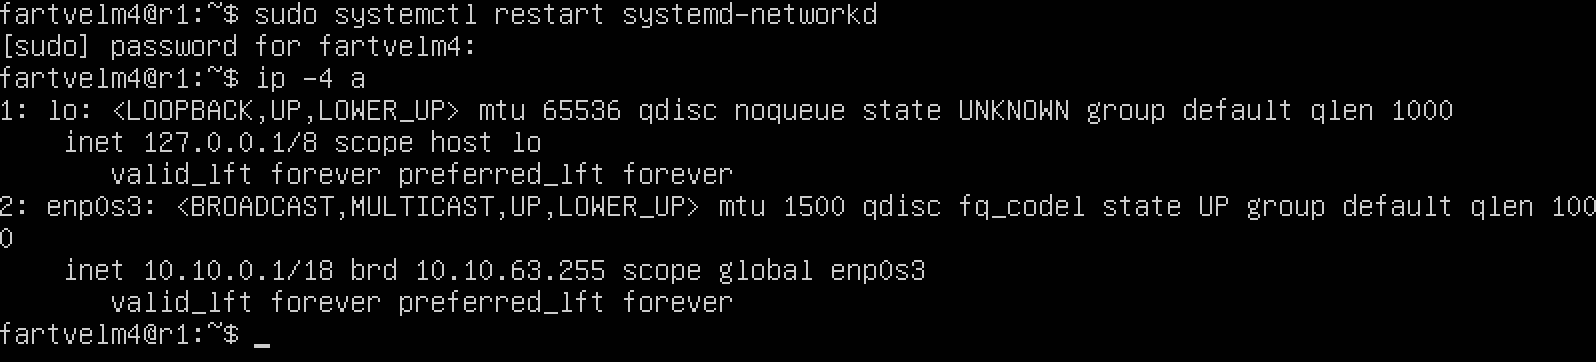 fartvelm4@r1:~$ sudo systemctl restart systemd-networkd
[sudo] password for fartvelm4:
fartvelm4@r1:~$ ip -4 a
1: lo: <LOOPBACK,UP,LOWER_UP> mtu 65536 qdisc noqueue state UNKNOWN group default qlen 1000
    inet 127.0.0.1/8 scope host lo
       valid_lft forever preferred_lft forever
2: enp0s3: <BROADCAST,MULTICAST,UP,LOWER_UP> mtu 1500 qdisc fq_codel state UP group default qlen 100
0
    inet 10.10.0.1/18 brd 10.10.63.255 scope global enp0s3
       valid_lft forever preferred_lft forever
fartvelm4@r1:~$ _